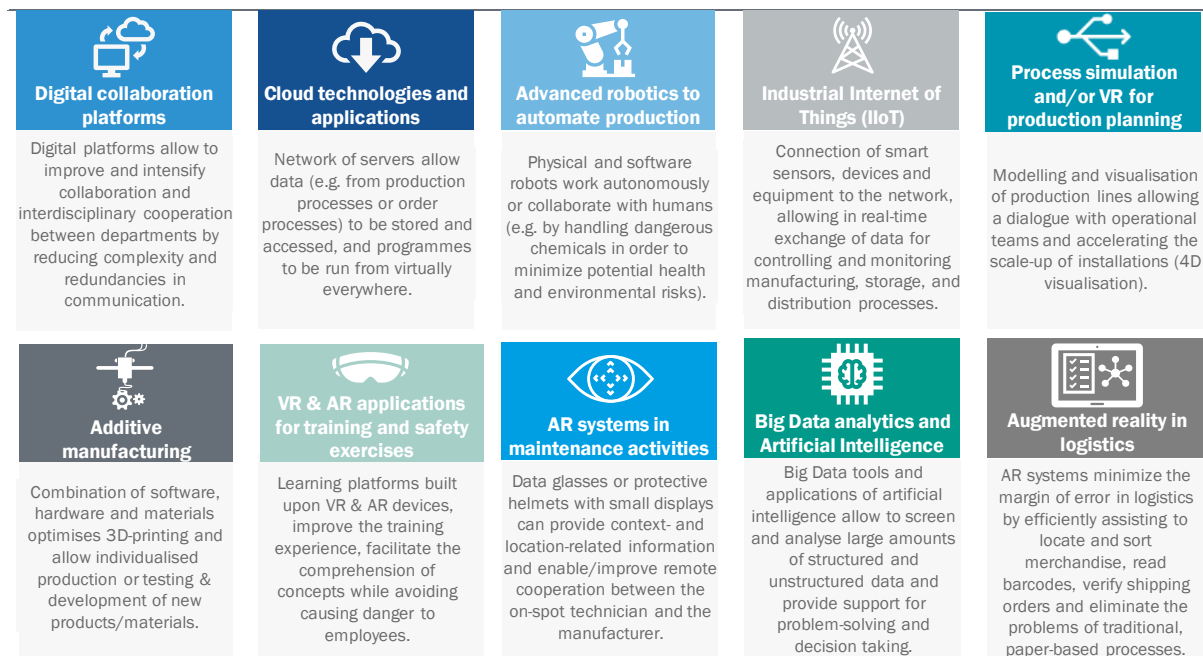 Digital collaboration
platforms
Digital platforms allow to
improve and intensify
collaboration and
interdisciplinary cooperation
between departments by
reducing complexity and
redundancies in
communication.
Cloud technologies and
applications
Network of servers allow
data (e.g. from production
processes or order
processes) to be stored and
accessed, and programmes
to be run from virtually
everywhere.
Advanced robotics to
automate production
Physical and software
robots work autonomously
or collaborate with humans
(e.g. by handling dangerous
chemicals in order to
minimize potential health
and environmental risks).
Industrial Internet of
Things (IIoT)
Connection of smart
sensors, devices and
equipment to the network,
allowing in real-time
exchange of data for
controlling and monitoring
manufacturing, storage, and
distribution processes.
Process simulation
and/or VR for
production planning
Modelling and visualisation
of production lines allowing
a dialogue with operational
teams and accelerating the
scale-up of installations (4D
visualisation).
Additive
manufacturing
Combination of software,
hardware and materials
optimises 3D-printing and
allow individualised
production or testing &
development of new
products/materials.
VR & AR applications
for training and safety
exercises
Learning platforms built
upon VR & AR devices,
improve the training
experience, facilitate the
comprehension of
concepts while avoiding
causing danger to
employees.
AR systems in
maintenance activities
Data glasses or protective
helmets with small displays
can provide context- and
location-related information
and enable/improve remote
cooperation between the
on-spot technician and the
manufacturer.
Big Data analytics and
Artificial Intelligence
Big Data tools and
applications of artificial
intelligence allow to screen
and analyse large amounts
of structured and
unstructured data and
provide support for
problem-solving and
decision taking.
Augmented reality in
logistics
AR systems minimize the
margin of error in logistics
by efficiently assisting to
locate and sort
merchandise, read
barcodes, verify shipping
orders and eliminate the
problems of traditional,
paper-based processes.